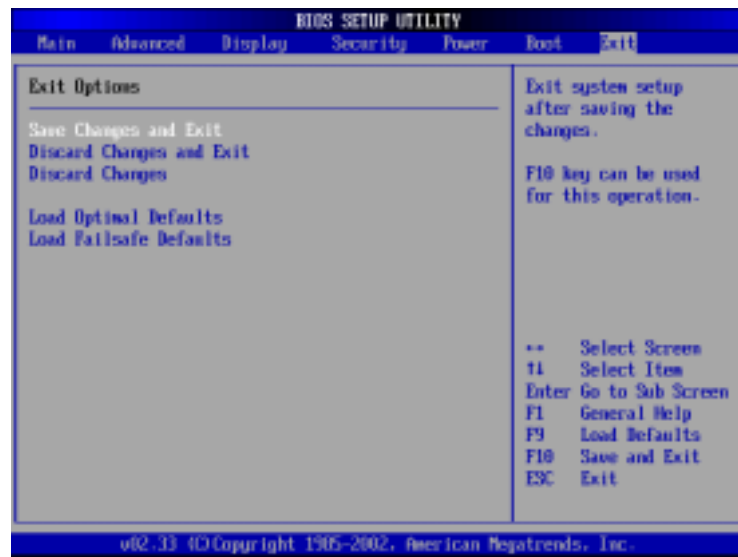 BIOS SETUP UTILITY
Main Advanced Display Security Power Boot Exit
Exit Options
Save Changes and Exit
Discard Changes and Exit
Discard Changes
Load Optimal Defaults
Load Failsafe Defaults
Exit system setup
after saving the
changes.
F10 key can be used
for this operation.
↔ Select Screen
↑↓ Select Item
Enter Go to Sub Screen
F1 General Help
F9 Load Defaults
F10 Save and Exit
ESC Exit
v02.33 (C)Copyright 1985-2002, American Megatrends, Inc.